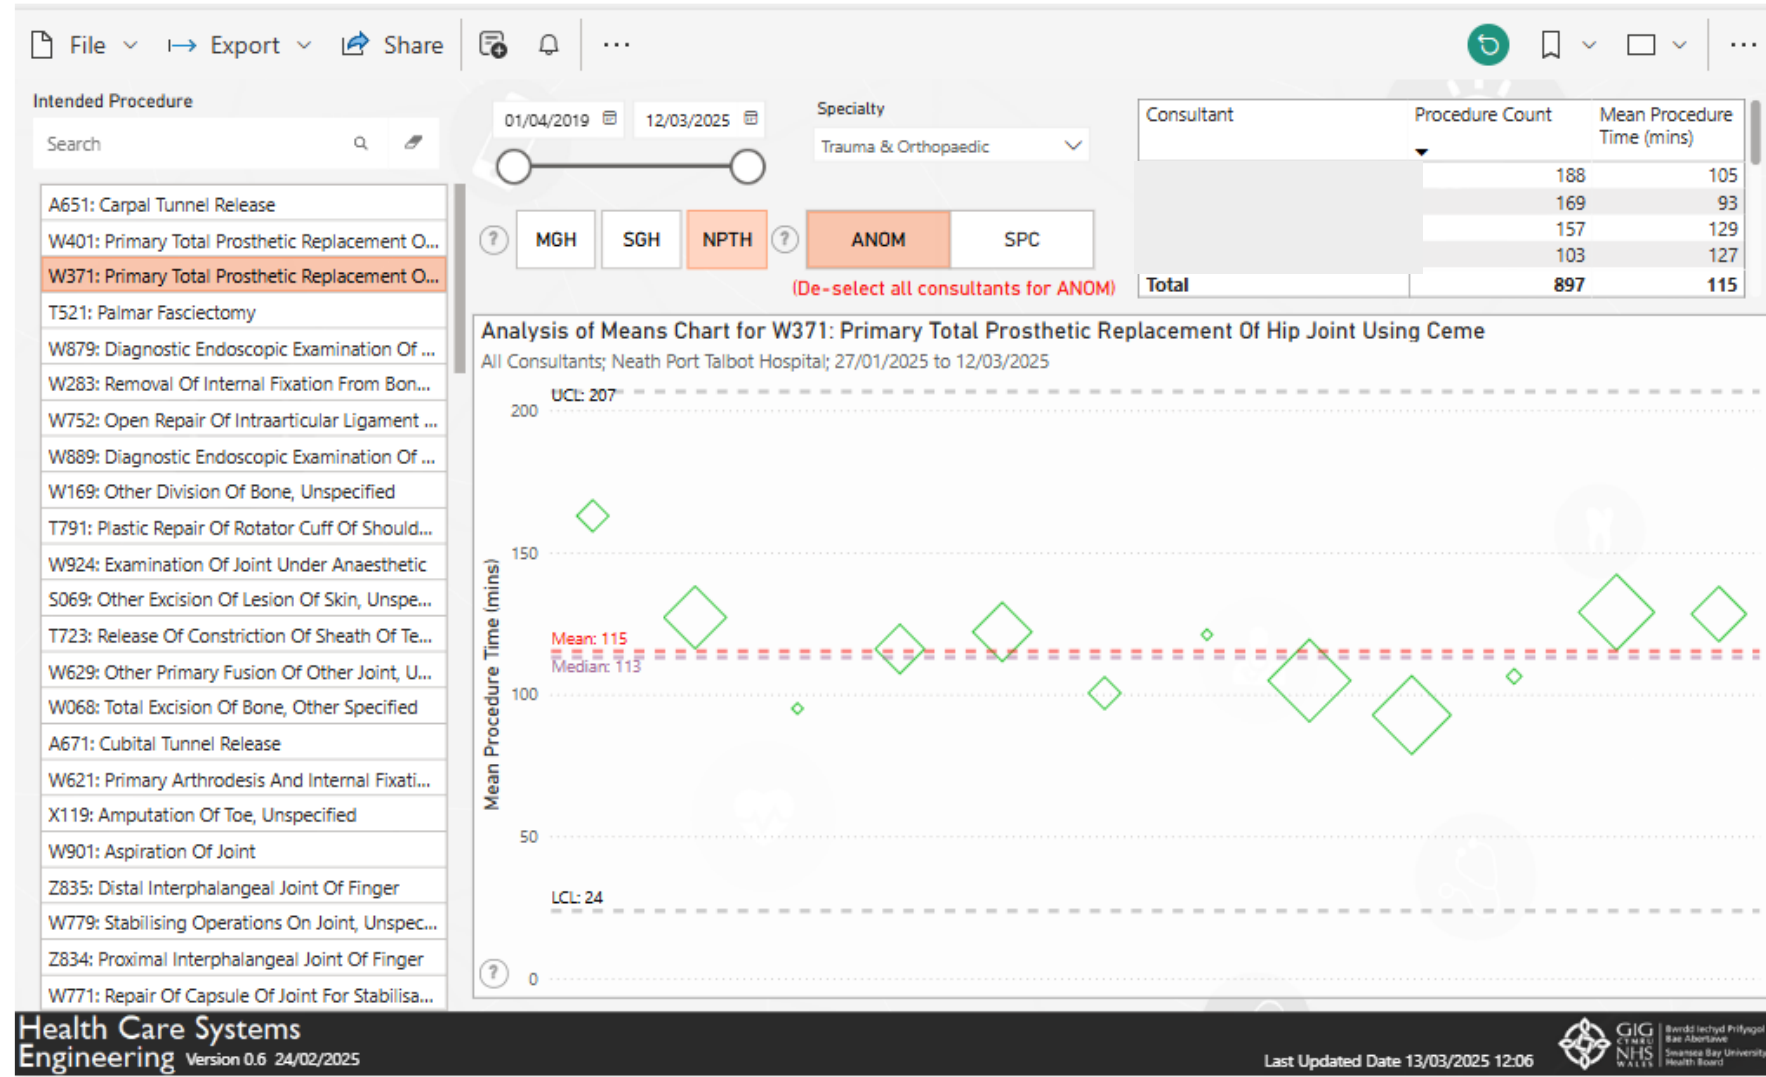 File Export Share
Intended Procedure
Search
A651: Carpal Tunnel Release
W401: Primary Total Prosthetic Replacement O...
W371: Primary Total Prosthetic Replacement O...
T521: Palmar Fasciectomy
W879: Diagnostic Endoscopic Examination Of ...
W283: Removal Of Internal Fixation From Bon...
W752: Open Repair Of Intraarticular Ligament ...
W889: Diagnostic Endoscopic Examination Of ...
W169: Other Division Of Bone, Unspecified
T791: Plastic Repair Of Rotator Cuff Of Should...
W924: Examination Of Joint Under Anaesthetic
S069: Other Excision Of Lesion Of Skin, Unspe...
T723: Release Of Constriction Of Sheath Of Te...
W629: Other Primary Fusion Of Other Joint, U...
W068: Total Excision Of Bone, Other Specified
A671: Cubital Tunnel Release
W621: Primary Arthrodesis And Internal Fixati...
X119: Amputation Of Toe, Unspecified
W901: Aspiration Of Joint
Z835: Distal Interphalangeal Joint Of Finger
W779: Stabilising Operations On Joint, Unspec...
Z834: Proximal Interphalangeal Joint Of Finger
W771: Repair Of Capsule Of Joint For Stabilisa...
01/04/2019 12/03/2025
Specialty
Trauma & Orthopaedic
? MGH SGH NPTH ? ANOM SPC
(De-select all consultants for ANOM)
Consultant Procedure Count Mean Procedure
Time (mins)
188 105
169 93
157 129
103 127
Total 897 115
Analysis of Means Chart for W371: Primary Total Prosthetic Replacement Of Hip Joint Using Ceme
All Consultants; Neath Port Talbot Hospital; 27/01/2025 to 12/03/2025
UCL: 207
200
150
Mean: 115
Median: 113
100
50
LCL: 24
0
Mean Procedure Time (mins)
?
Health Care Systems
Engineering Version 0.6 24/02/2025
Last Updated Date 13/03/2025 12:06
GIG
CYMRU
NHS
WALES
Bwrdd Iechyd Prifysgol
Bae Abertawe
Swansea Bay University
Health Board